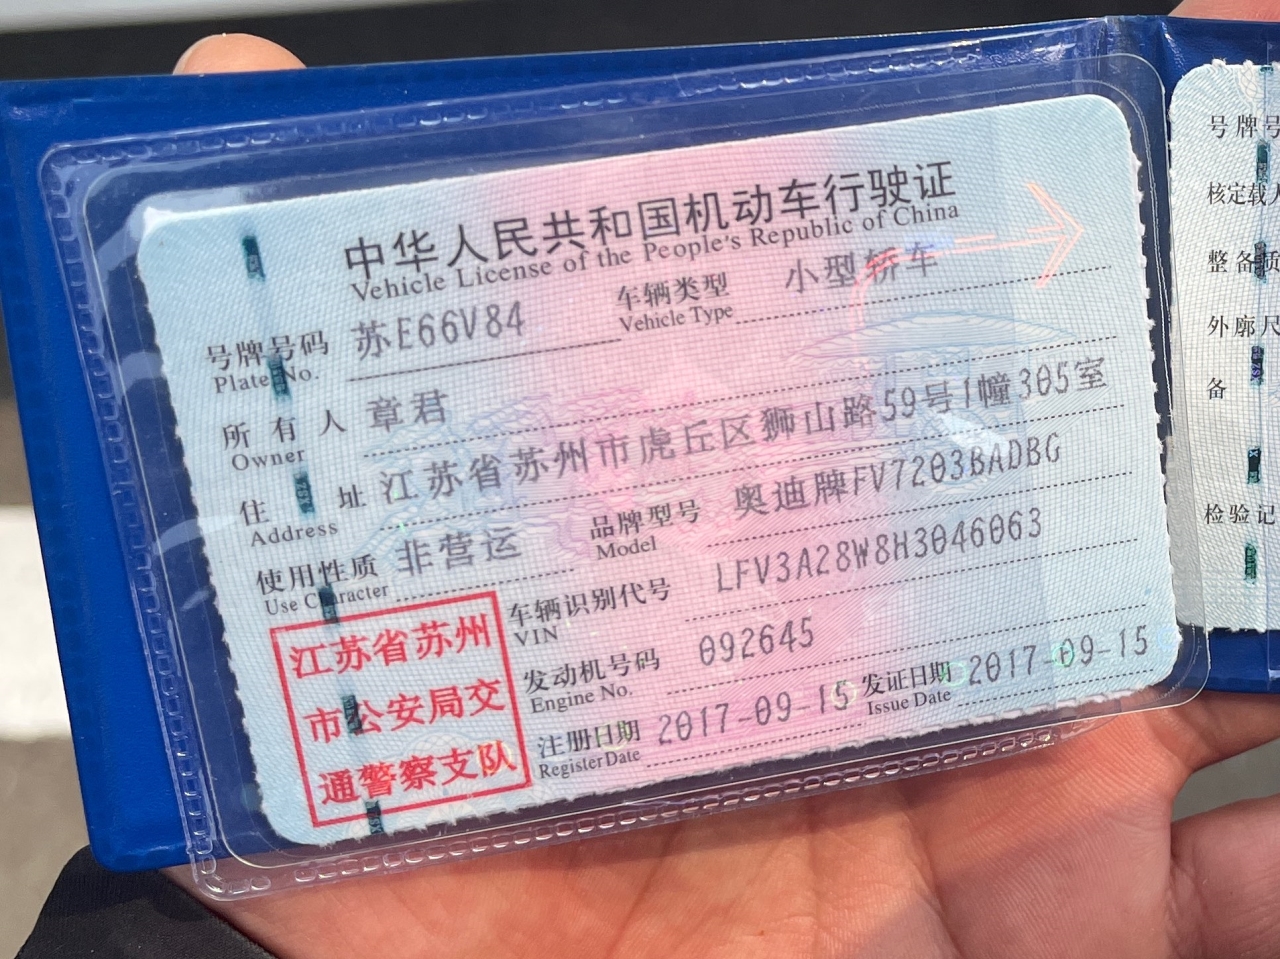 中华人民共和国机动车行驶证
Vehicle License of the People's Republic of China
号牌号码 苏E66V84 车辆类型 小型轿车
Plate No. Vehicle Type
所有人 章君
Owner
住址 江苏省苏州市虎丘区狮山路59号1幢305室
Address
使用性质 非营运 品牌型号 奥迪牌FV7203BADBG
Use Character Model
车辆识别代号 LFV3A28W8H3046063
VIN
发动机号码 092645
Engine No.
注册日期 2017-09-15 发证日期 2017-09-15
Register Date Issue Date
江苏省苏州
市公安局交
通警察支队
号牌号
核定载人
整备质
外廓尺
备
检验记